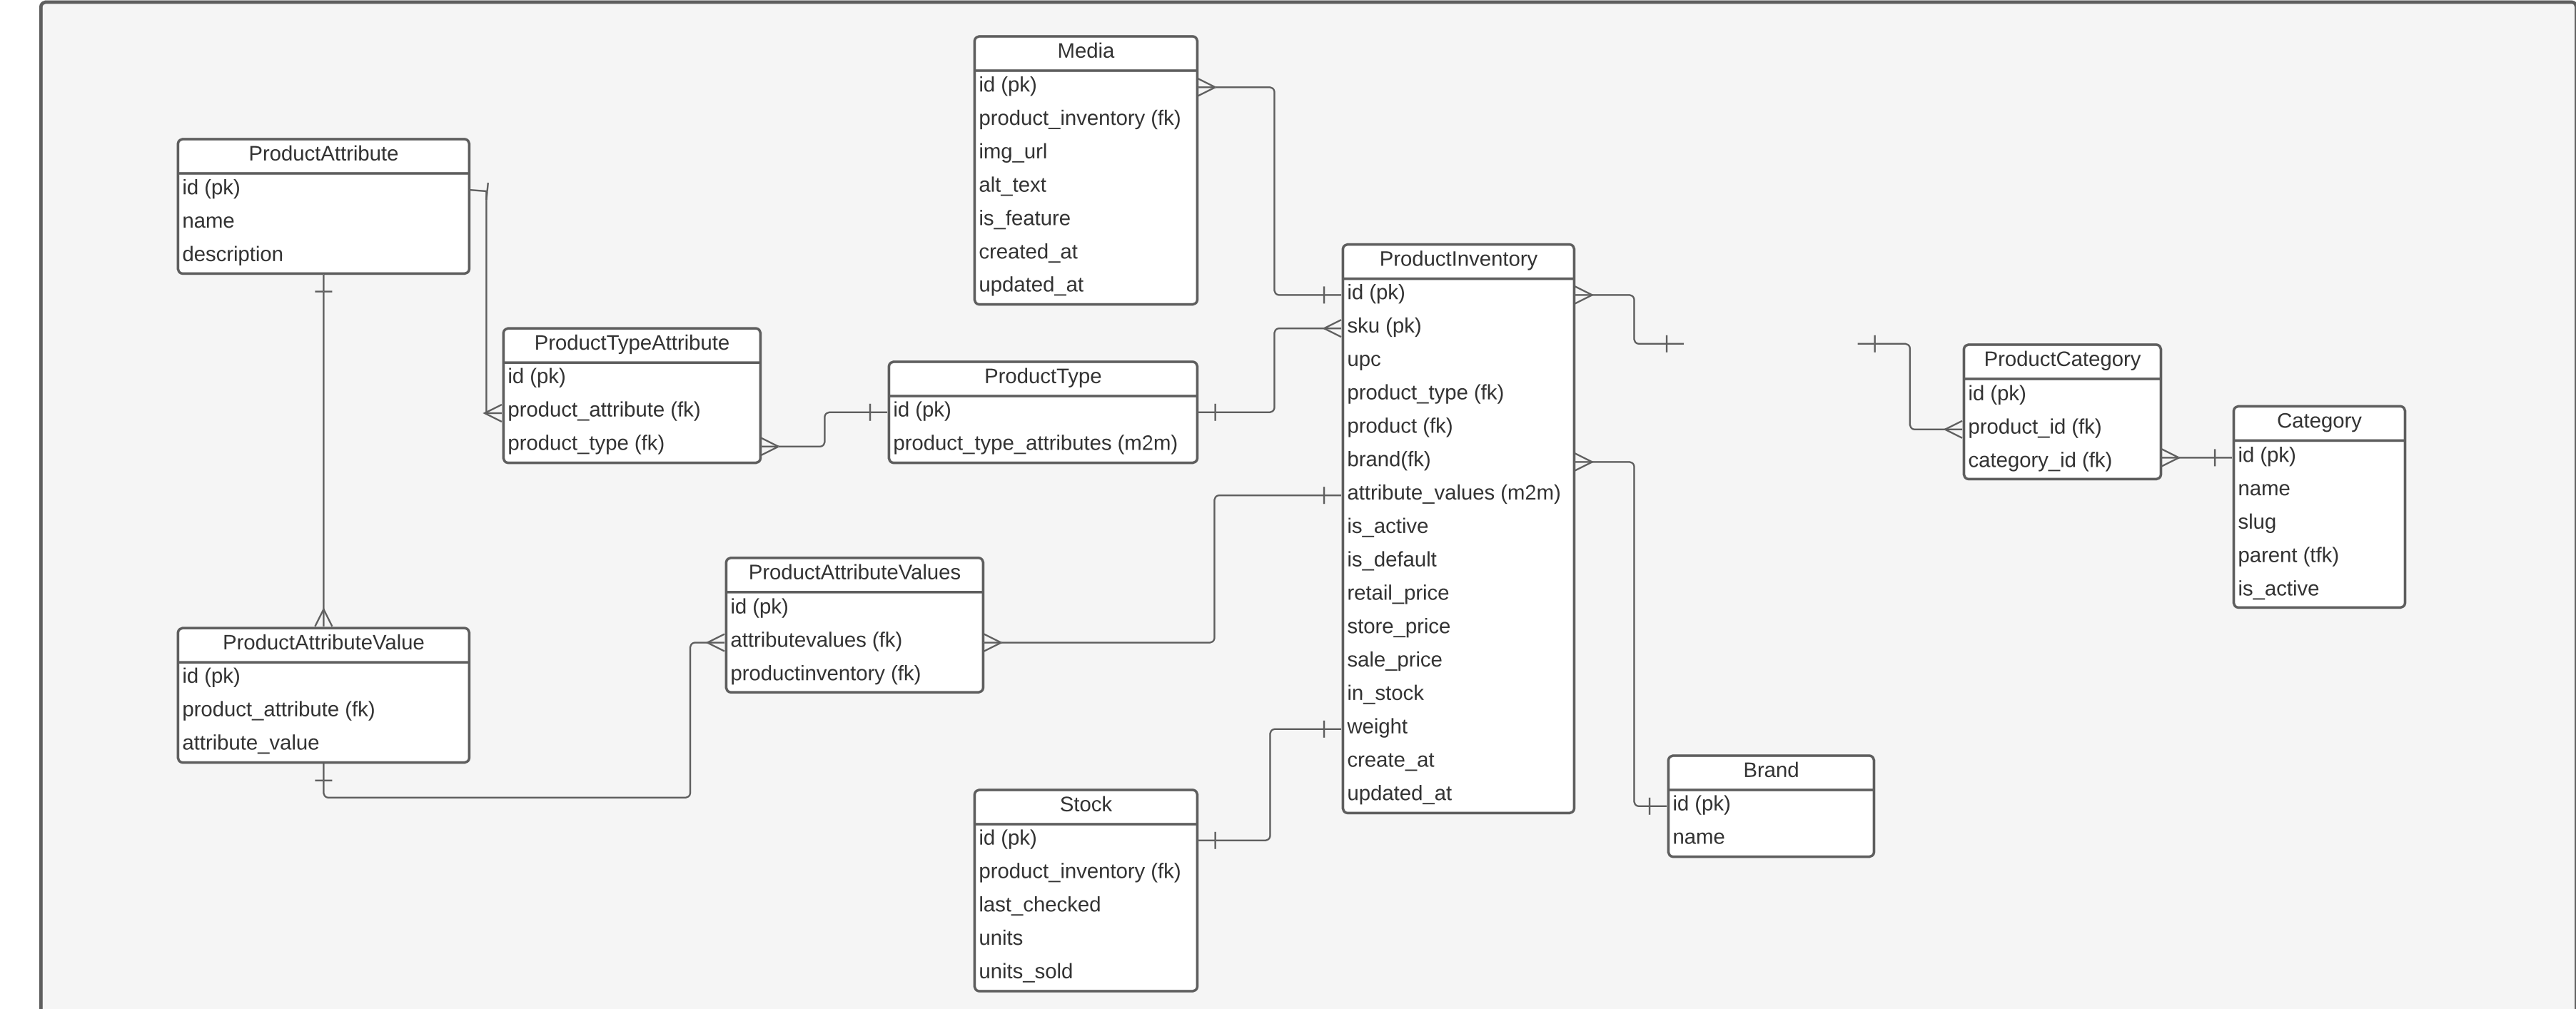 Media
id (pk)
product_inventory (fk)
img_url
alt_text
is_feature
created_at
updated_at
ProductAttribute
id (pk)
name
description
ProductTypeAttribute
id (pk)
product_attribute (fk)
product_type (fk)
ProductType
id (pk)
product_type_attributes (m2m)
ProductInventory
id (pk)
sku (pk)
upc
product_type (fk)
product (fk)
brand(fk)
attribute_values (m2m)
is_active
is_default
retail_price
store_price
sale_price
in_stock
weight
create_at
updated_at
ProductCategory
id (pk)
product_id (fk)
category_id (fk)
Category
id (pk)
name
slug
parent (tfk)
is_active
ProductAttributeValues
id (pk)
attributevalues (fk)
productinventory (fk)
ProductAttributeValue
id (pk)
product_attribute (fk)
attribute_value
Stock
id (pk)
product_inventory (fk)
last_checked
units
units_sold
Brand
id (pk)
name